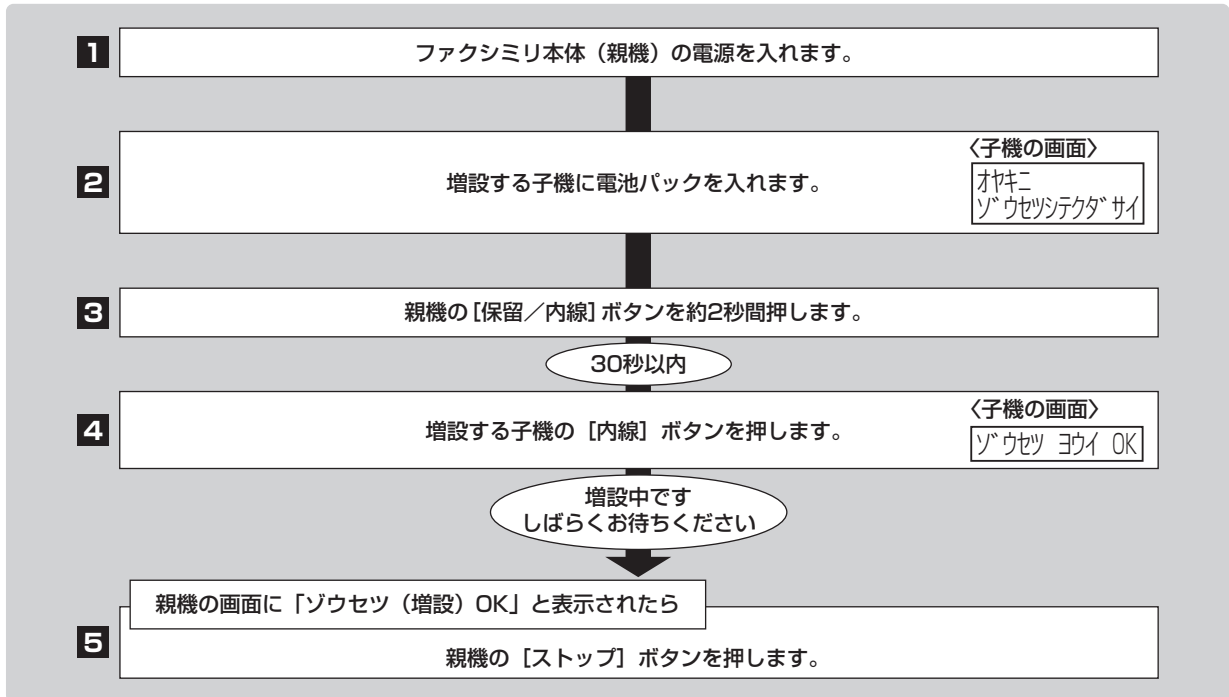 1
ファクシミリ本体（親機）の電源を入れます。
2
増設する子機に電池パックを入れます。
〈子機の画面〉
オヤキニ
ゾウセツシテクダサイ
3
親機の［保留／内線］ボタンを約2秒間押します。
30秒以内
4
増設する子機の［内線］ボタンを押します。
〈子機の画面〉
ゾウセツ ヨウイ OK
増設中です
しばらくお待ちください
親機の画面に「ゾウセツ（増設）OK」と表示されたら
5
親機の［ストップ］ボタンを押します。